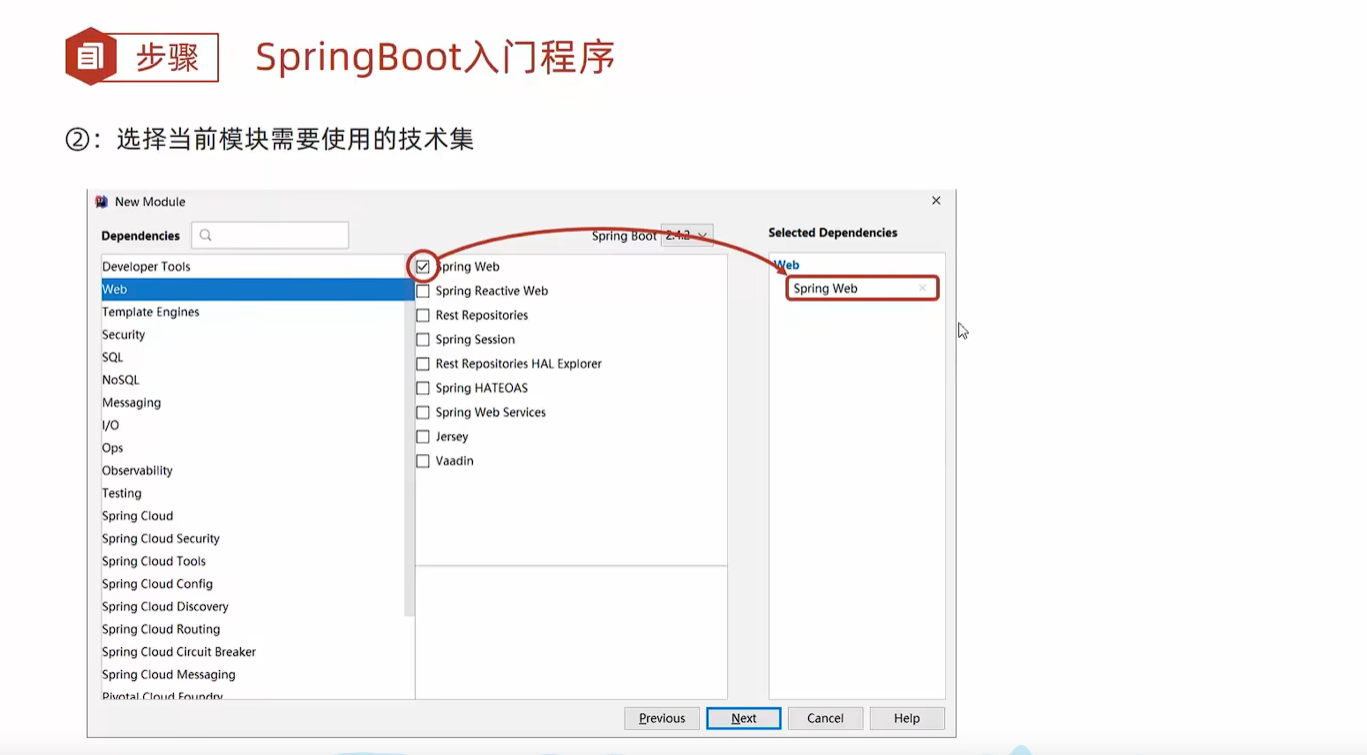 步骤
SpringBoot入门程序
②：选择当前模块需要使用的技术集
New Module
Dependencies
Spring Boot 2.4.2
Selected Dependencies
Developer Tools
Web
Template Engines
Security
SQL
NoSQL
Messaging
I/O
Ops
Observability
Testing
Spring Cloud
Spring Cloud Security
Spring Cloud Tools
Spring Cloud Config
Spring Cloud Discovery
Spring Cloud Routing
Spring Cloud Circuit Breaker
Spring Cloud Messaging
Pivotal Cloud Foundry
Spring Web
Spring Reactive Web
Rest Repositories
Spring Session
Rest Repositories HAL Explorer
Spring HATEOAS
Spring Web Services
Jersey
Vaadin
Web
Spring Web
Previous
Next
Cancel
Help